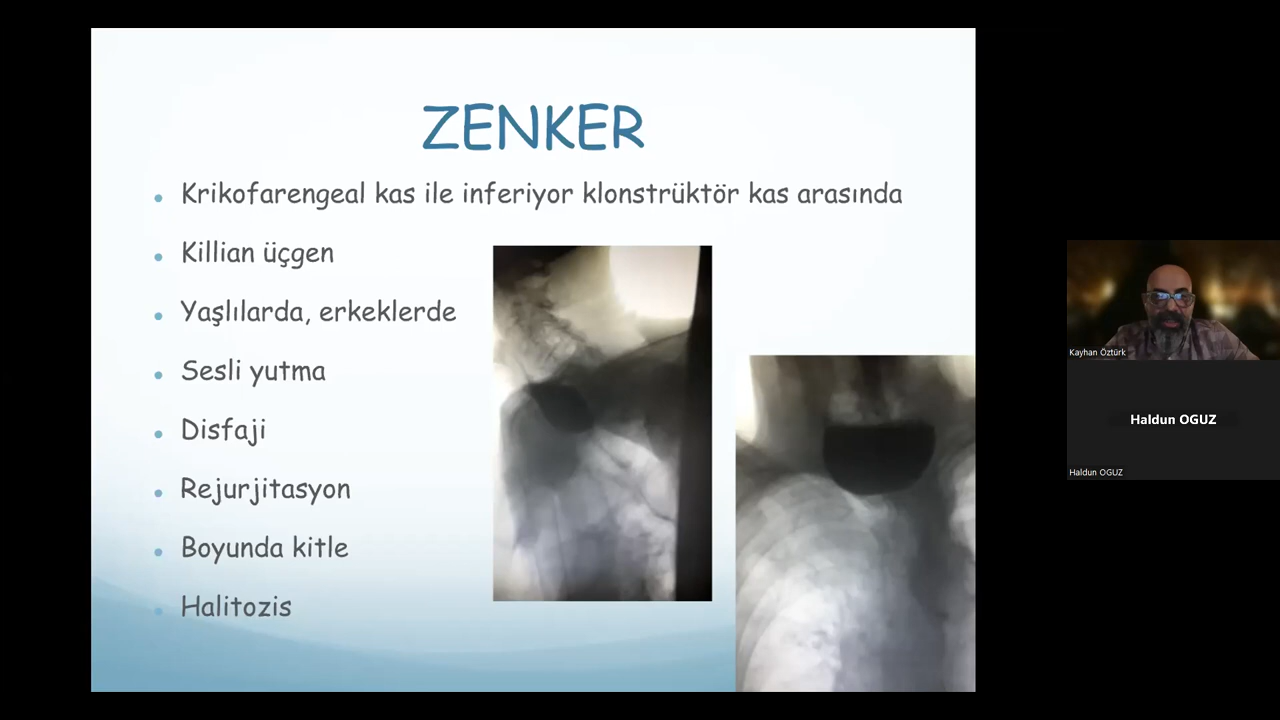 ZENKER
Krikofarengeal kas ile inferiyor klonstrüktör kas arasında
Killian üçgen
Yaşlılarda, erkeklerde
Sesli yutma
Disfaji
Rejurjitasyon
Boyunda kitle
Halitozis
Kayhan Öztürk
Haldun OGUZ
Haldun OGUZ